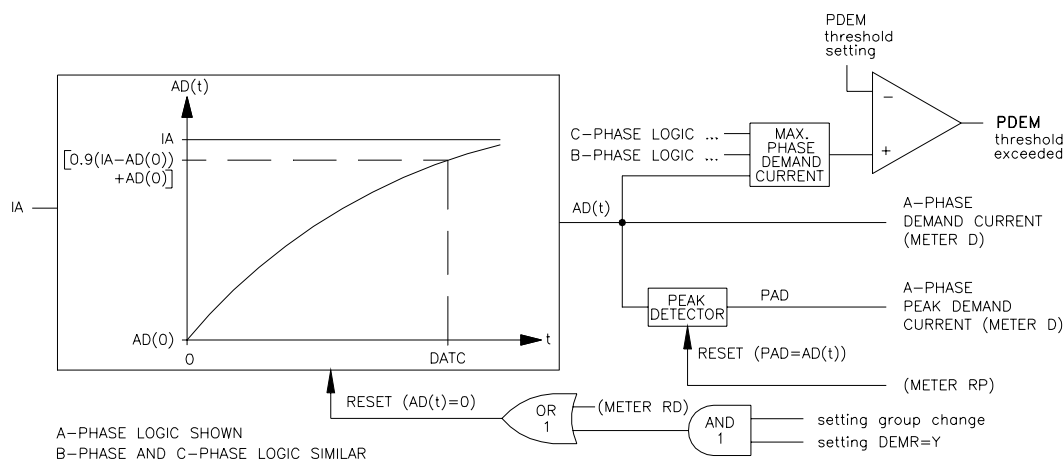 PDEM
threshold
setting
AD(t)
IA
[0.9(IA-AD(0))
+AD(0)]
IA
AD(0)
0
DATC
t
C-PHASE LOGIC ...
B-PHASE LOGIC ...
MAX.
PHASE
DEMAND
CURRENT
−
+
PDEM
threshold
exceeded
AD(t)
A-PHASE
DEMAND CURRENT
(METER D)
PEAK
DETECTOR
PAD
A-PHASE
PEAK DEMAND
CURRENT (METER D)
RESET (PAD=AD(t))
(METER RP)
RESET (AD(t)=0)
OR
1
(METER RD)
AND
1
setting group change
setting DEMR=Y
A-PHASE LOGIC SHOWN
B-PHASE AND C-PHASE LOGIC SIMILAR